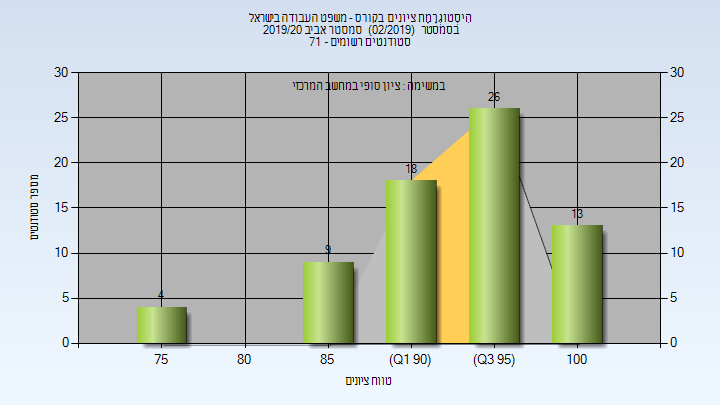 היסטוגרמת ציונים בקורס - משפט העבודה בישראל
בסמסטר  (02/2019)  סמסטר אביב 2019/20
סטודנטים רשומים - 71
במשימה : ציון סופי במחשב המרכזי
30 30
26
25 25
20 20
18
15 15
13
מספר סטודנטים
10 10
9
5 5
4
0 0
75 80 85 (Q1 90) (Q3 95) 100
טווח ציונים